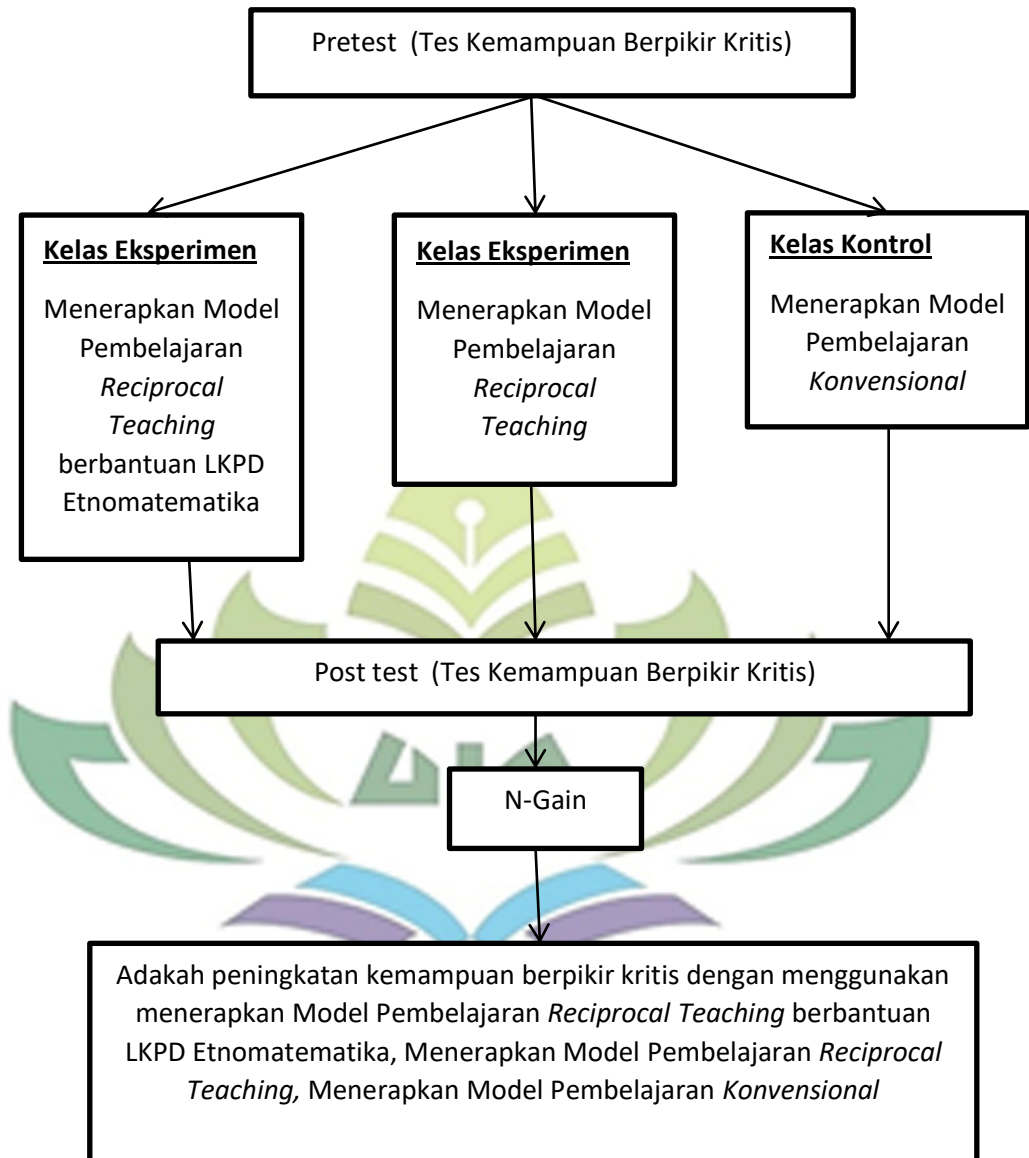 Pretest (Tes Kemampuan Berpikir Kritis)
Kelas Eksperimen
Menerapkan Model
Pembelajaran
Reciprocal
Teaching
berbantuan LKPD
Etnomatematika
Kelas Eksperimen
Menerapkan Model
Pembelajaran
Reciprocal
Teaching
Kelas Kontrol
Menerapkan Model
Pembelajaran
Konvensional
Post test (Tes Kemampuan Berpikir Kritis)
N-Gain
Adakah peningkatan kemampuan berpikir kritis dengan menggunakan
menerapkan Model Pembelajaran Reciprocal Teaching berbantuan
LKPD Etnomatematika, Menerapkan Model Pembelajaran Reciprocal
Teaching, Menerapkan Model Pembelajaran Konvensional